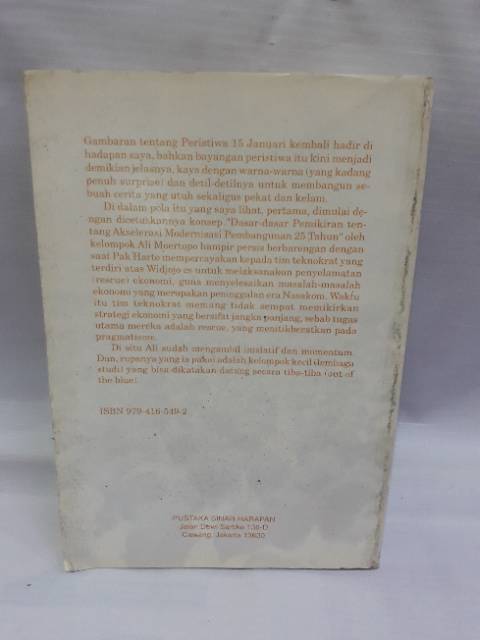 Gambaran tentang Peristiwa 15 Januari kembali hadir di
hadapan saya, bahkan bayangan peristiwa itu kini menjadi
demikian jelasnya, kaya dengan warna-warna (yang kadang
penuh surprise) dan detil-detilnya untuk membangun se-
buah cerita yang utuh sekaligus pekat dan kelam.
Di dalam pola itu yang saya lihat, pertama, dimulai de-
ngan dicetuskannya konsep "Dasar-dasar Pemikiran ten-
tang Akselerasi Modernisasi Pembangunan 25 Tahun" oleh
kelompok Ali Moertopo hampir persis berbarengan dengan
saat Pak Harto mempercayakan kepada tim teknokrat yang
terdiri atas Widjojo cs untuk melaksanakan penyelamatan
(rescue) ekonomi, guna menyelesaikan masalah-masalah
ekonomi yang merupakan peninggalan era Nasakom. Waktu
itu tim teknokrat memang tidak sempat memikirkan
strategi ekonomi yang bersifat jangka panjang, sebab tugas
utama mereka adalah rescue, yang menitikberatkan pada
pragmatisme.
Di situ Ali sudah mengambil inisiatif dan momentum.
Dan, rupanya yang ia pakai adalah kelompok kecil (lembaga
studi) yang bisa dikatakan datang secara tiba-tiba (out of
the blue).
ISBN 979-416-549-2
PUSTAKA SINAR HARAPAN
Jalan Dewi Sartika 136-D
Cawang, Jakarta 13630